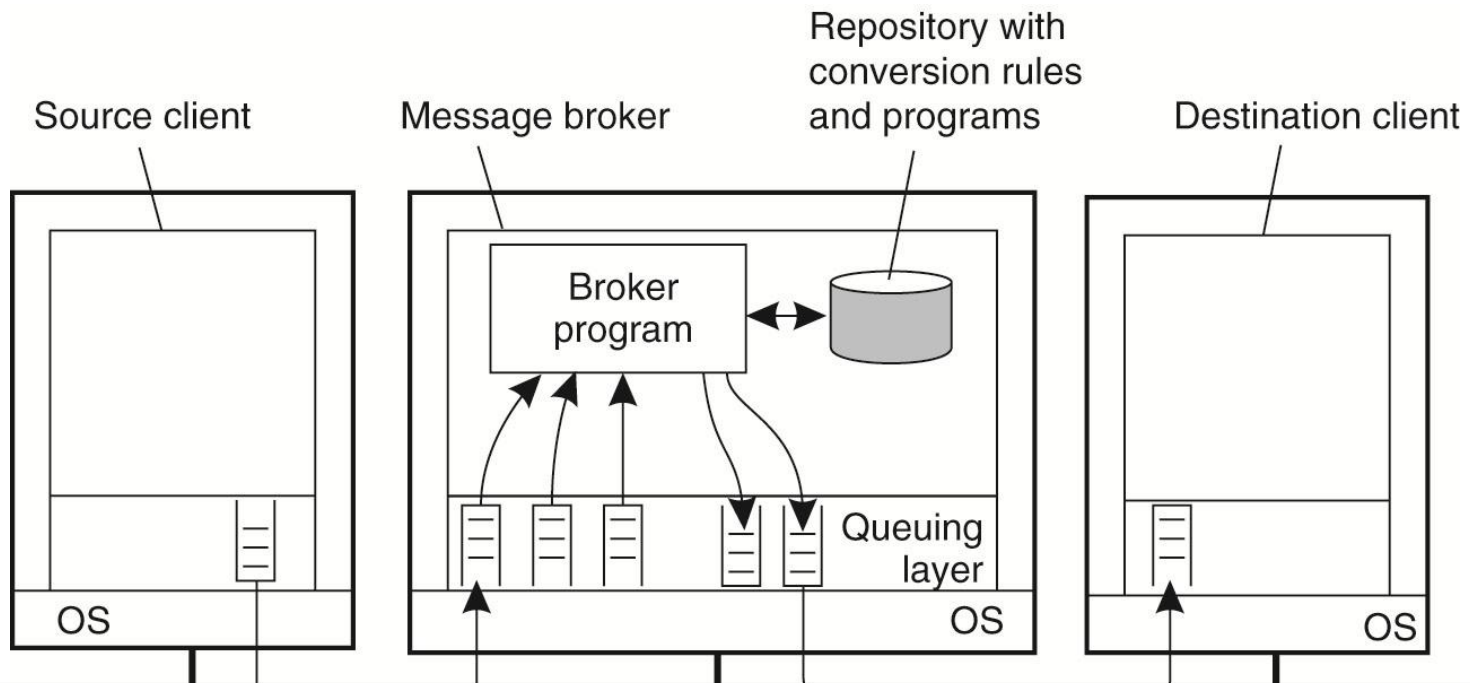 Repository with
conversion rules
and programs
Source client
Message broker
Destination client
Broker
program
Queuing
layer
OS
OS
OS